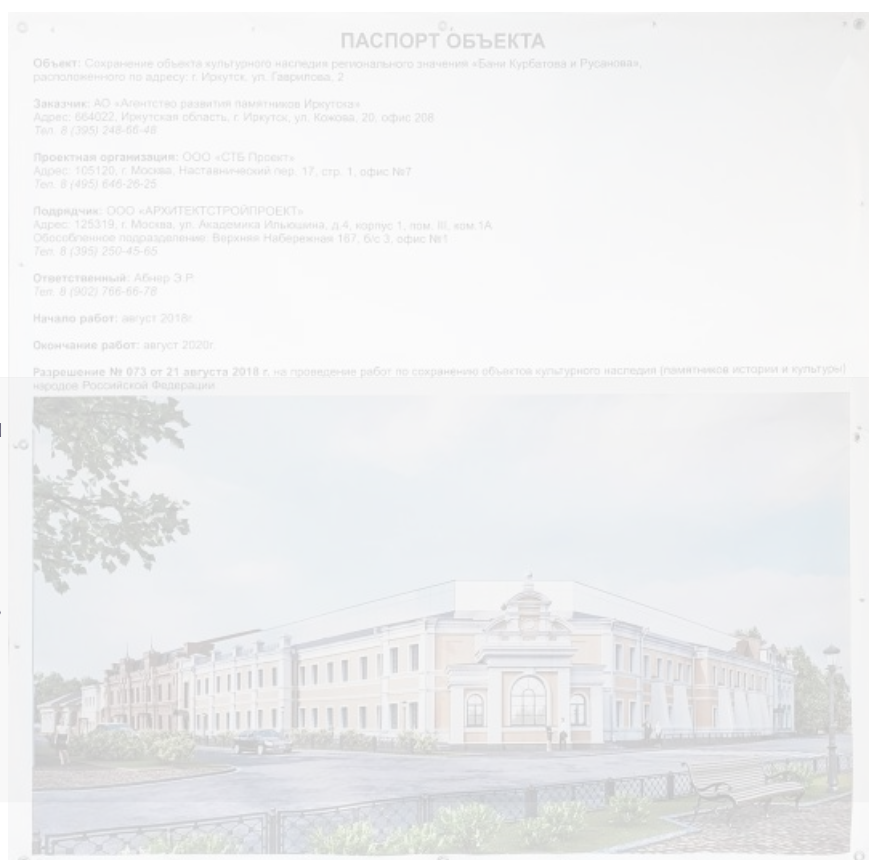 ПАСПОРТ ОБЪЕКТА
Объект: Сохранение объекта культурного наследия регионального значения «Бани Курбатова и Русанова»,
расположенного по адресу: г. Иркутск, ул. Гаврилова, 2
Заказчик: АО «Агентство развития памятников Иркутска»
Адрес: 664022, Иркутская область, г. Иркутск, ул. Кожова, 20, офис 208
Тел. 8 (395) 248-66-48
Проектная организация: ООО «СТБ Проект»
Адрес: 105120, г. Москва, Наставнический пер. 17, стр. 1, офис №7
Тел. 8 (495) 646-26-25
Подрядчик: ООО «АРХИТЕКТСТРОЙПРОЕКТ»
Адрес: 125319, г. Москва, ул. Академика Ильюшина, д.4, корпус 1, пом. III, ком.1А.
Обособленное подразделение: Верхняя Набережная 167, б/с 3, офис №1
Тел. 8 (395) 250-45-65
Ответственный: Абнер Э.Р.
Тел. 8 (902) 766-66-78
Начало работ: август 2018г.
Окончание работ: август 2020г.
Разрешение № 073 от 21 августа 2018 г. на проведение работ по сохранению объектов культурного наследия (памятников истории и культуры)
народов Российской Федерации